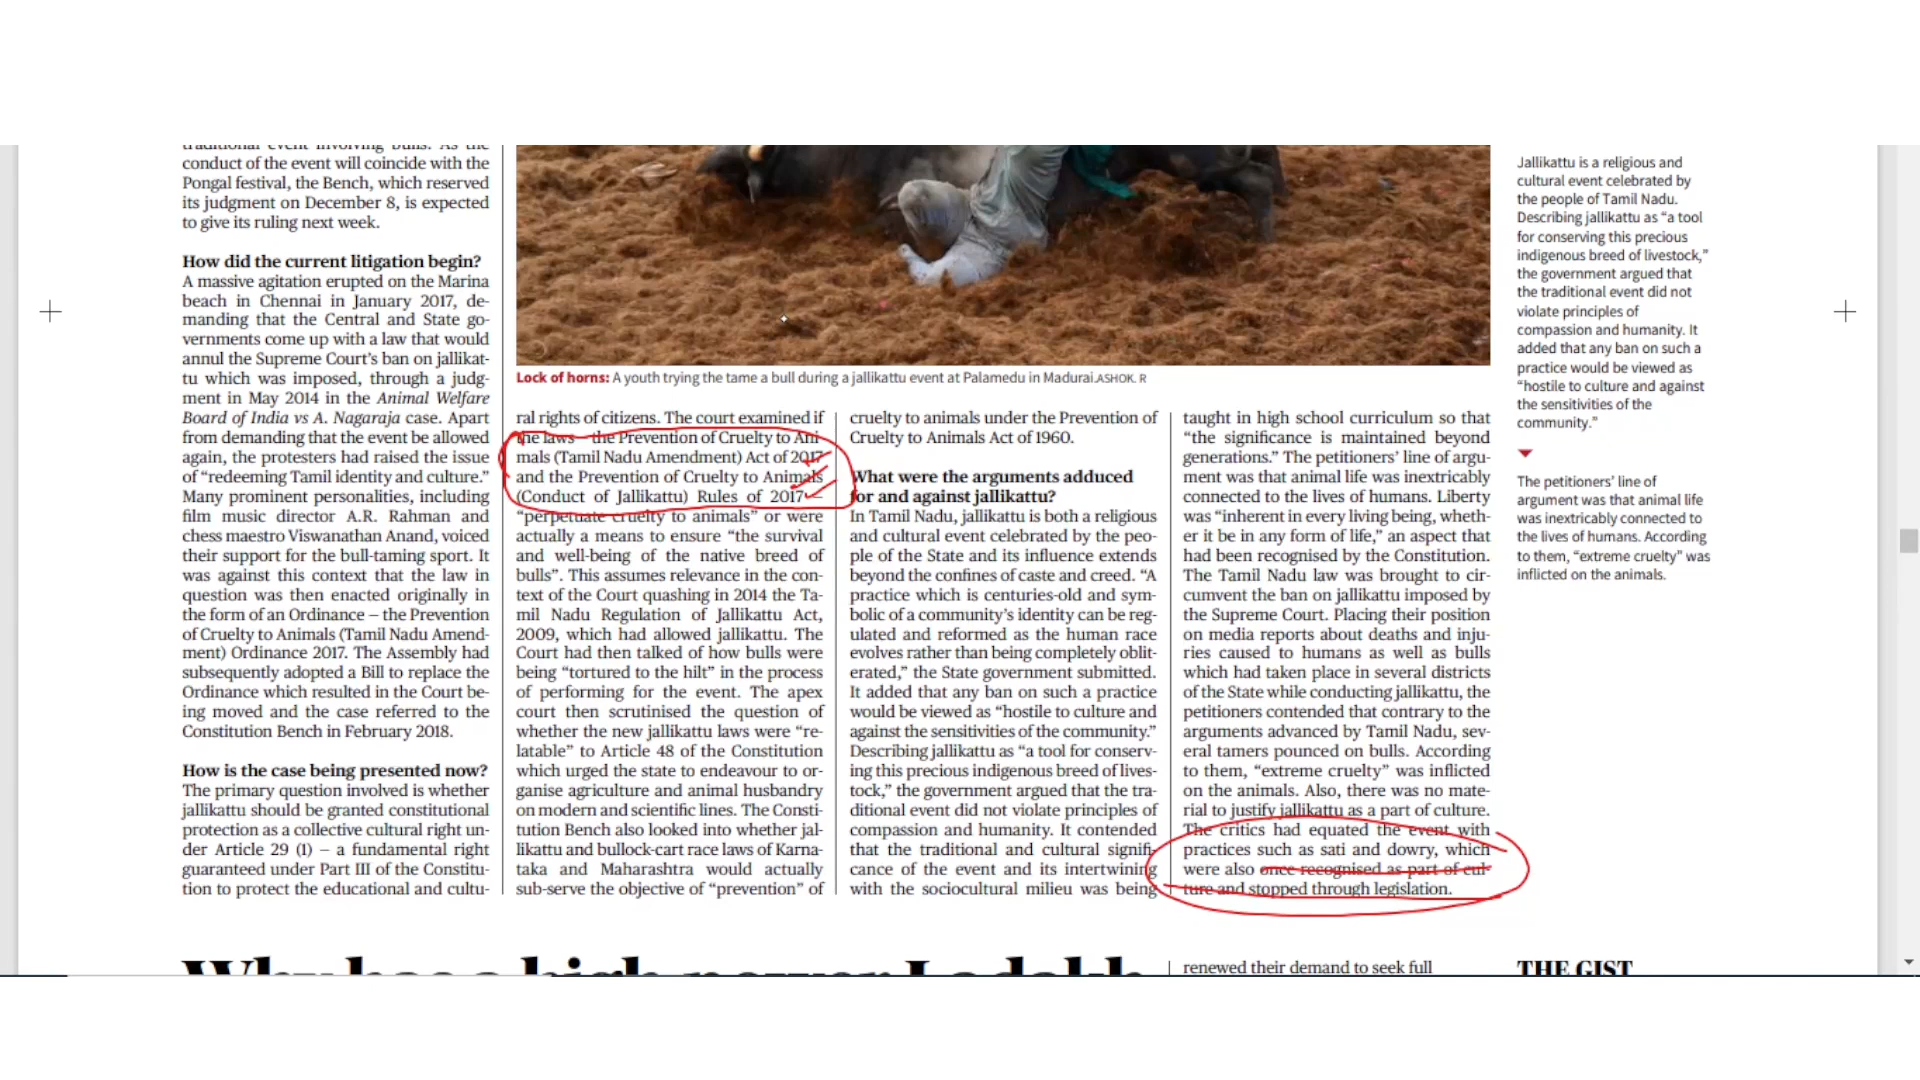 traditional event involving bulls. As the
conduct of the event will coincide with the
Pongal festival, the Bench, which reserved
its judgment on December 8, is expected
to give its ruling next week.
How did the current litigation begin?
A massive agitation erupted on the Marina
beach in Chennai in January 2017, de-
manding that the Central and State go-
vernments come up with a law that would
annul the Supreme Court's ban on jallikat-
tu which was imposed, through a judg-
ment in May 2014 in the Animal Welfare
Board of India vs A. Nagaraja case. Apart
from demanding that the event be allowed
again, the protesters had raised the issue
of “redeeming Tamil identity and culture.”
Many prominent personalities, including
film music director A.R. Rahman and
chess maestro Viswanathan Anand, voiced
their support for the bull-taming sport. It
was against this context that the law in
question was then enacted originally in
the form of an Ordinance – the Prevention
of Cruelty to Animals (Tamil Nadu Amend-
ment) Ordinance 2017. The Assembly had
subsequently adopted a Bill to replace the
Ordinance which resulted in the Court be-
ing moved and the case referred to the
Constitution Bench in February 2018.
How is the case being presented now?
The primary question involved is whether
jallikattu should be granted constitutional
protection as a collective cultural right un-
der Article 29 (1) – a fundamental right
guaranteed under Part III of the Constitu-
tion to protect the educational and cultu-
Lock of horns: A youth trying the tame a bull during a jallikattu event at Palamedu in Madurai.ASHOK. R
ral rights of citizens. The court examined if
the laws – the Prevention of Cruelty to Ani-
mals (Tamil Nadu Amendment) Act of 2017
and the Prevention of Cruelty to Animals
(Conduct of Jallikattu) Rules of 2017 –
“perpetuate cruelty to animals” or were
actually a means to ensure “the survival
and well-being of the native breed of
bulls”. This assumes relevance in the con-
text of the Court quashing in 2014 the Ta-
mil Nadu Regulation of Jallikattu Act,
2009, which had allowed jallikattu. The
Court had then talked of how bulls were
being “tortured to the hilt” in the process
of performing for the event. The apex
court then scrutinised the question of
whether the new jallikattu laws were “re-
latable” to Article 48 of the Constitution
which urged the state to endeavour to or-
ganise agriculture and animal husbandry
on modern and scientific lines. The Consti-
tution Bench also looked into whether jal-
likattu and bullock-cart race laws of Karna-
taka and Maharashtra would actually
sub-serve the objective of “prevention” of
cruelty to animals under the Prevention of
Cruelty to Animals Act of 1960.
What were the arguments adduced
for and against jallikattu?
In Tamil Nadu, jallikattu is both a religious
and cultural event celebrated by the peo-
ple of the State and its influence extends
beyond the confines of caste and creed. “A
practice which is centuries-old and sym-
bolic of a community's identity can be reg-
ulated and reformed as the human race
evolves rather than being completely oblit-
erated,” the State government submitted.
It added that any ban on such a practice
would be viewed as “hostile to culture and
against the sensitivities of the community.”
Describing jallikattu as “a tool for conserv-
ing this precious indigenous breed of lives-
tock,” the government argued that the tra-
ditional event did not violate principles of
compassion and humanity. It contended
that the traditional and cultural signifi-
cance of the event and its intertwining
with the sociocultural milieu was being
taught in high school curriculum so that
“the significance is maintained beyond
generations.” The petitioners' line of argu-
ment was that animal life was inextricably
connected to the lives of humans. Liberty
was “inherent in every living being, wheth-
er it be in any form of life,” an aspect that
had been recognised by the Constitution.
The Tamil Nadu law was brought to cir-
cumvent the ban on jallikattu imposed by
the Supreme Court. Placing their position
on media reports about deaths and inju-
ries caused to humans as well as bulls
which had taken place in several districts
of the State while conducting jallikattu, the
petitioners contended that contrary to the
arguments advanced by Tamil Nadu, sev-
eral tamers pounced on bulls. According
to them, “extreme cruelty” was inflicted
on the animals. Also, there was no mate-
rial to justify jallikattu as a part of culture.
The critics had equated the event with
practices such as sati and dowry, which
were also once recognised as part of cul-
ture and stopped through legislation.
Jallikattu is a religious and
cultural event celebrated by
the people of Tamil Nadu.
Describing jallikattu as “a tool
for conserving this precious
indigenous breed of livestock,”
the government argued that
the traditional event did not
violate principles of
compassion and humanity. It
added that any ban on such a
practice would be viewed as
“hostile to culture and against
the sensitivities of the
community.”
The petitioners' line of
argument was that animal life
was inextricably connected to
the lives of humans. According
to them, “extreme cruelty” was
inflicted on the animals.
Why has a high-power Ladakh
renewed their demand to seek full
THE GIST